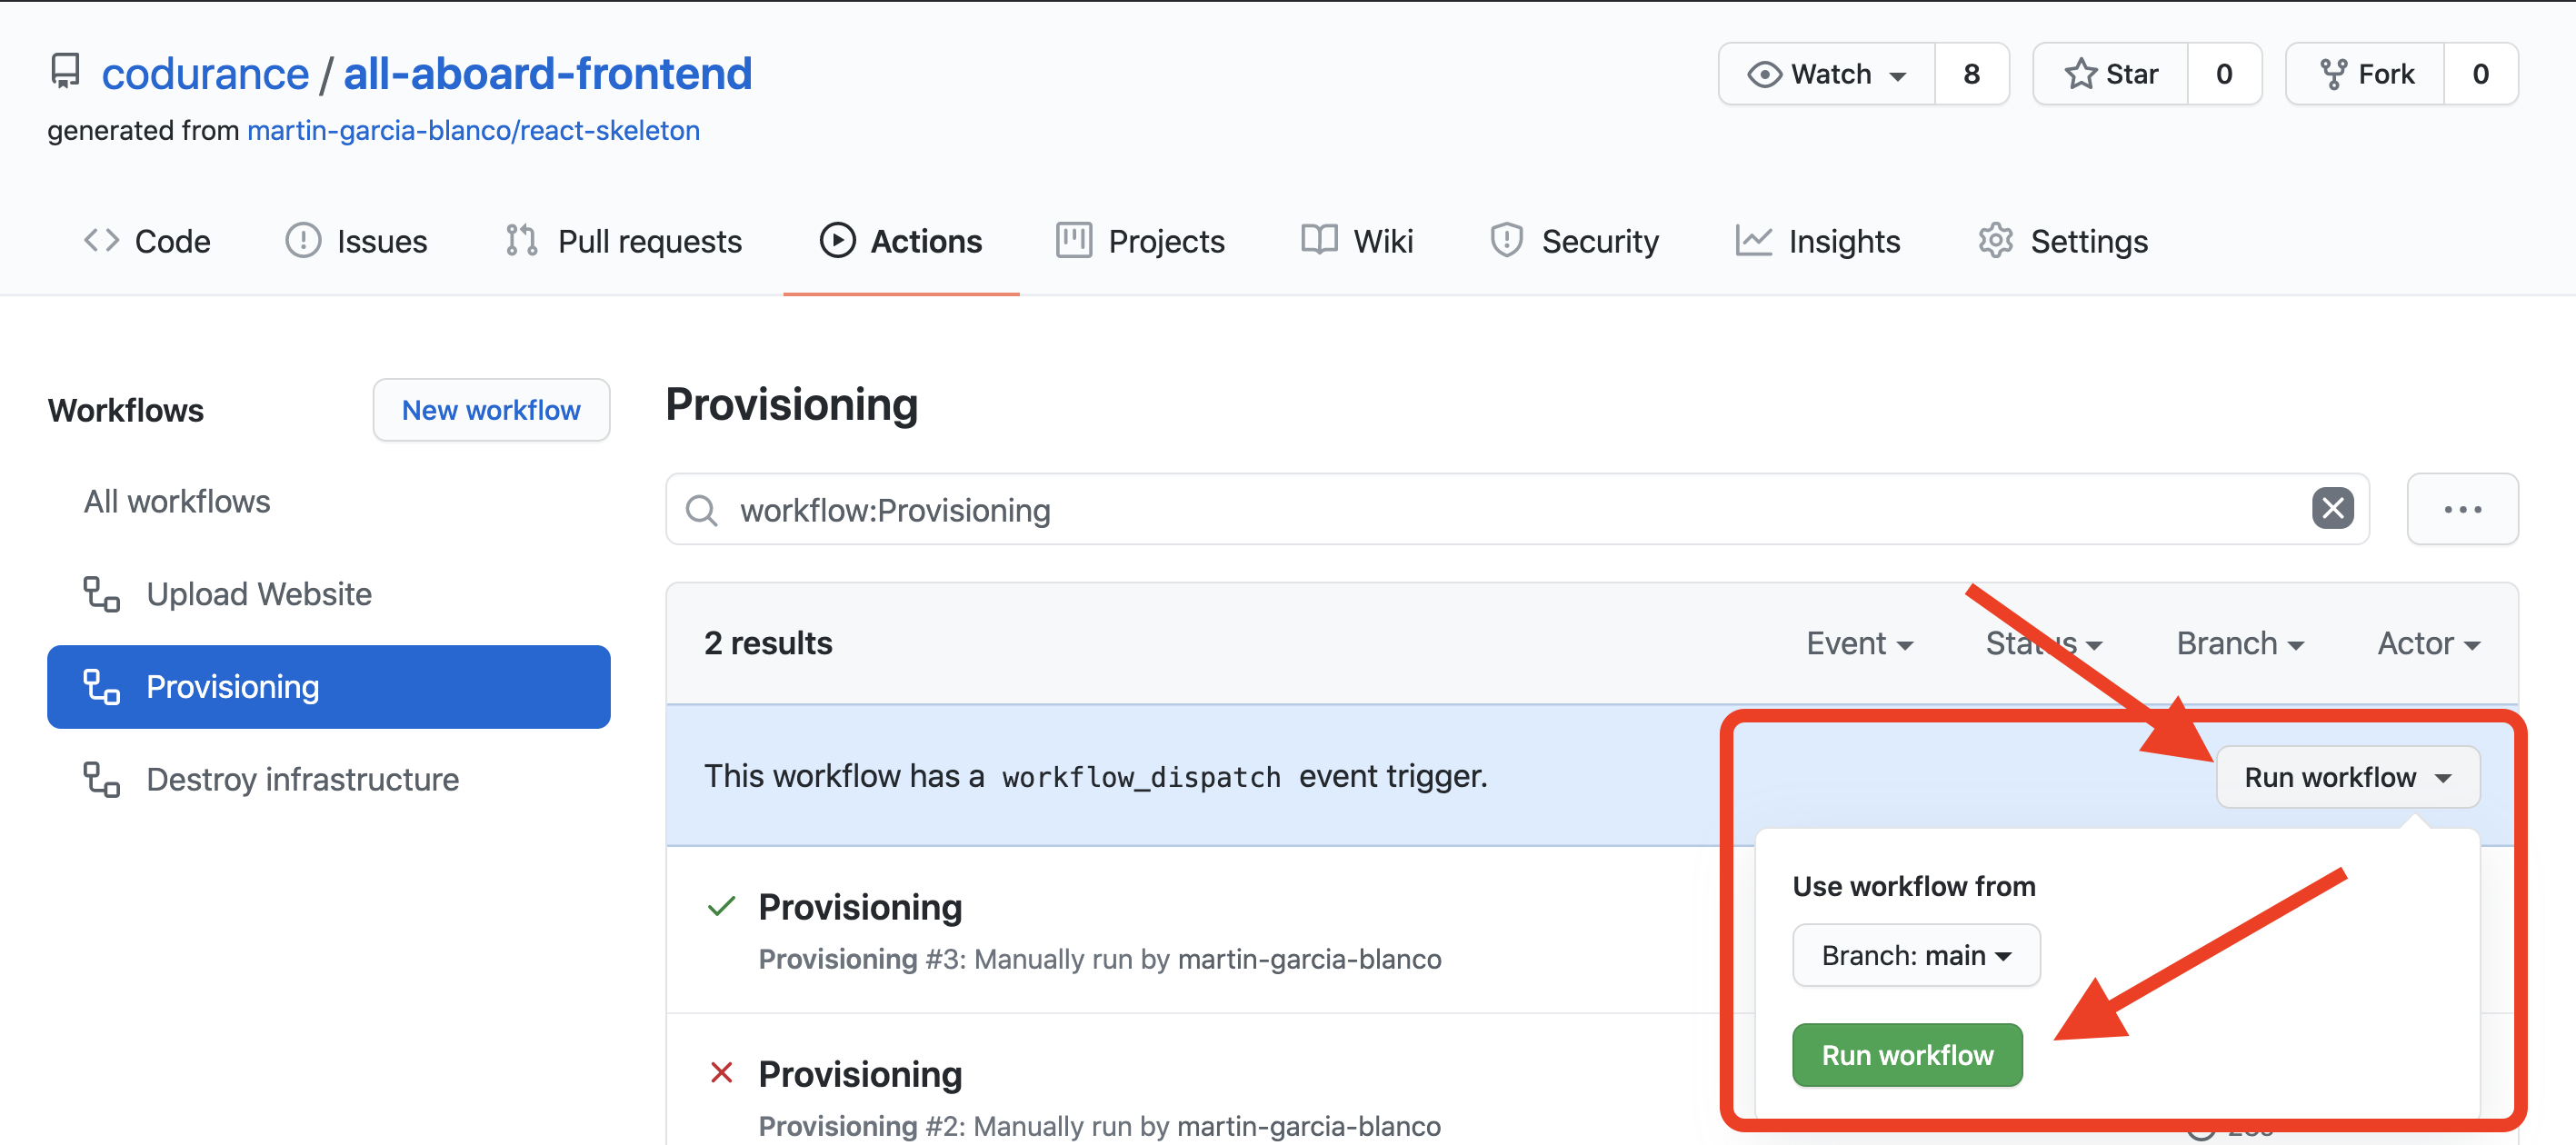 codurance / all-aboard-frontend
Watch 8
Star 0
Fork 0
generated from martin-garcia-blanco/react-skeleton
Code Issues Pull requests Actions Projects Wiki Security Insights Settings
Workflows
New workflow
All workflows
Upload Website
Provisioning
Destroy infrastructure
Provisioning
workflow:Provisioning
2 results
Event Status Branch Actor
This workflow has a workflow_dispatch event trigger.
Run workflow
Use workflow from
Branch: main
Run workflow
Provisioning
Provisioning #3: Manually run by martin-garcia-blanco
Provisioning
Provisioning #2: Manually run by martin-garcia-blanco